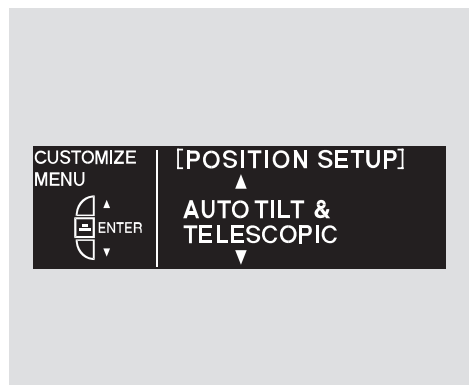 CUSTOMIZE
MENU
ENTER
[POSITION SETUP]
AUTO TILT &
TELESCOPIC